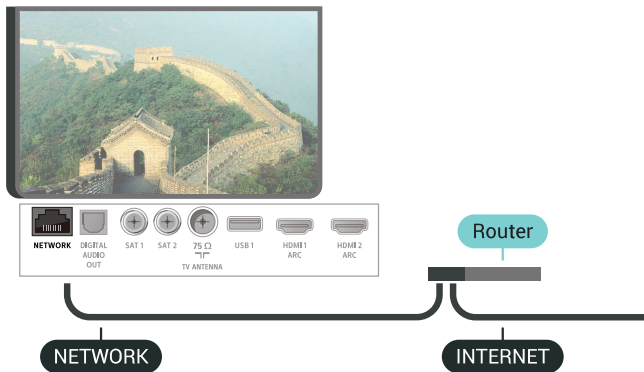 NETWORK
DIGITAL
AUDIO
OUT
SAT 1
SAT 2
75 Ω
TV ANTENNA
USB 1
HDMI 1
ARC
HDMI 2
ARC
Router
NETWORK
INTERNET